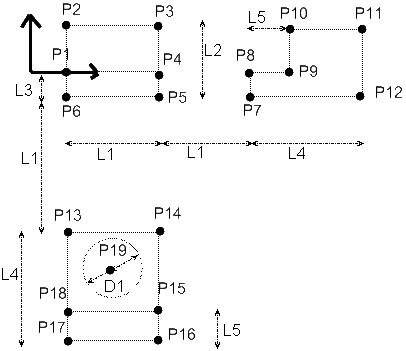 P2 P3 L5 P10 P11
P1 P4 L2 P8 P9
L3 P6 P5 P7 P12
L1 L1 L1 L4
P13 P14
P19
L4 D1
P18 P15
P17 P16 L5